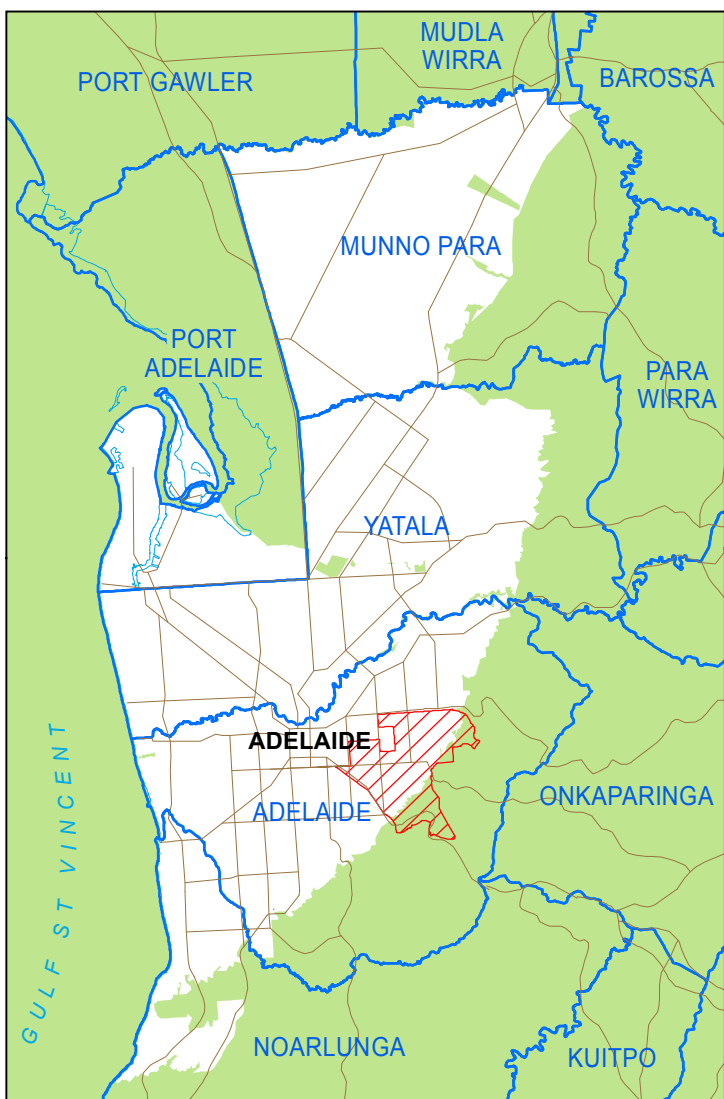 MUDLA
WIRRA
PORT GAWLER
BAROSSA
MUNNO PARA
PORT
ADELAIDE
PARA
WIRRA
YATALA
ADELAIDE
ADELAIDE
ONKAPARINGA
GULF ST VINCENT
NOARLUNGA
KUITPO